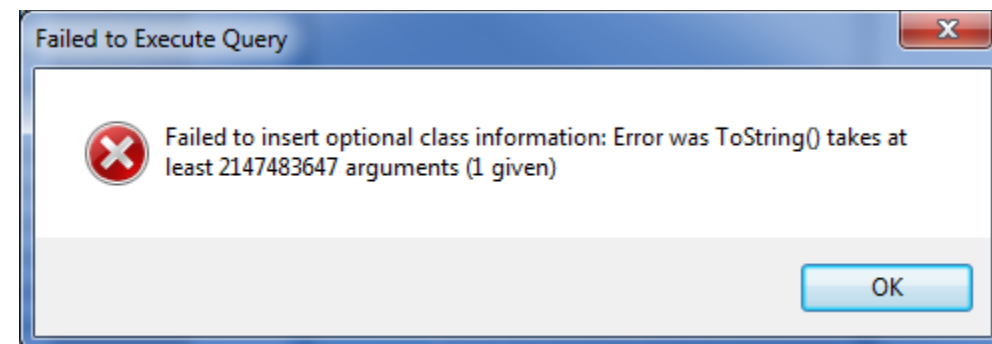 Failed to Execute Query
Failed to insert optional class information: Error was ToString() takes at
least 2147483647 arguments (1 given)
OK